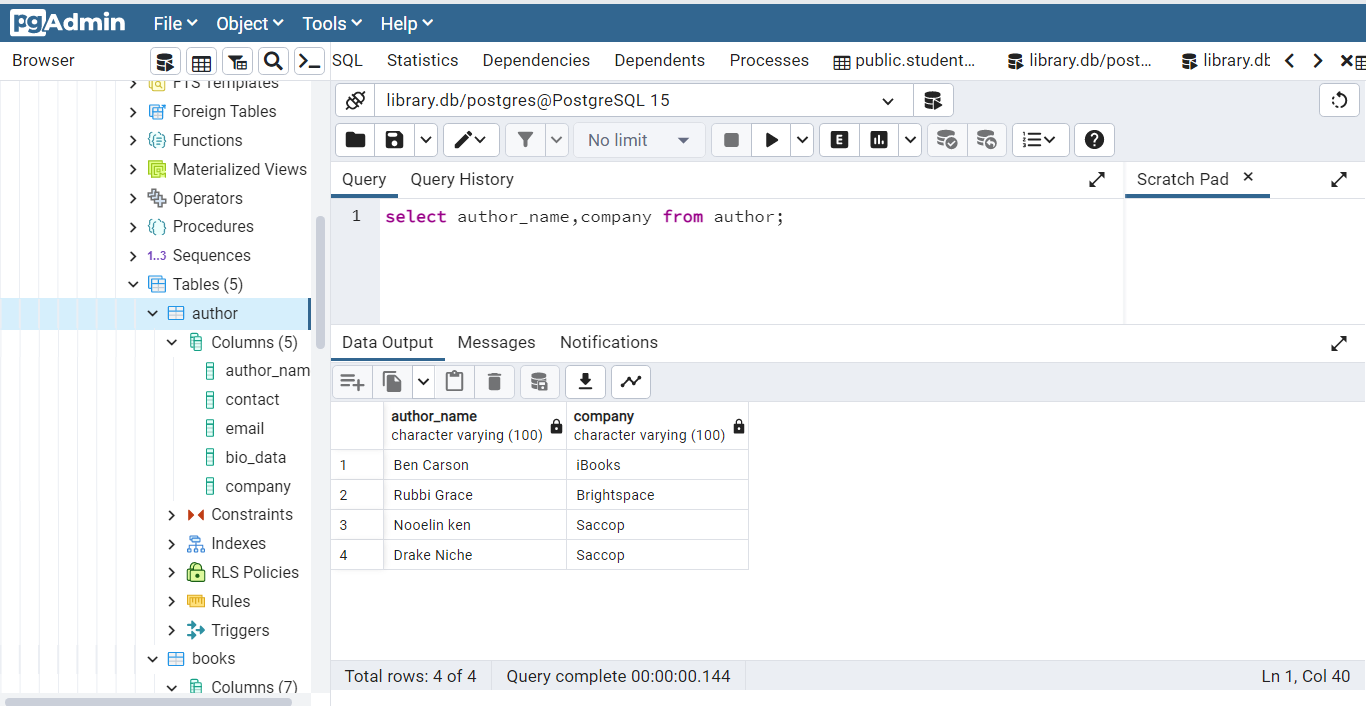 pgAdmin File Object Tools Help
Browser
SQL Statistics Dependencies Dependents Processes public.student... library.db/post... library.db
FTS Templates
Foreign Tables
Functions
Materialized Views
Operators
Procedures
1..3 Sequences
Tables (5)
author
Columns (5)
author_nam
contact
email
bio_data
company
Constraints
Indexes
RLS Policies
Rules
Triggers
books
Columns (7)
library.db/postgres@PostgreSQL 15
No limit E
Query Query History Scratch Pad
1 select author_name,company from author;
Data Output Messages Notifications
author_name company
character varying (100) character varying (100)
1 Ben Carson iBooks
2 Rubbi Grace Brightspace
3 Nooelin ken Saccop
4 Drake Niche Saccop
Total rows: 4 of 4 Query complete 00:00:00.144 Ln 1, Col 40